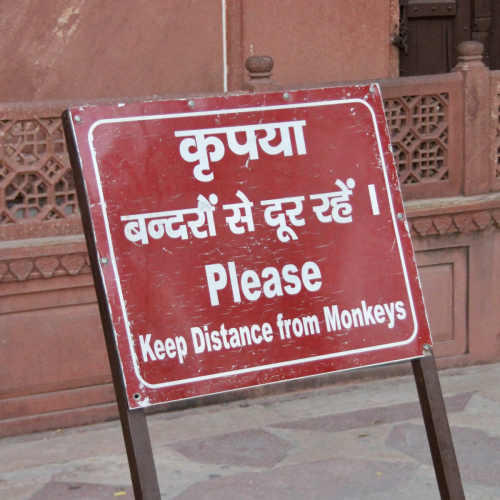 कृपया
बन्दरों से दूर रहें ।
Please
Keep Distance from Monkeys